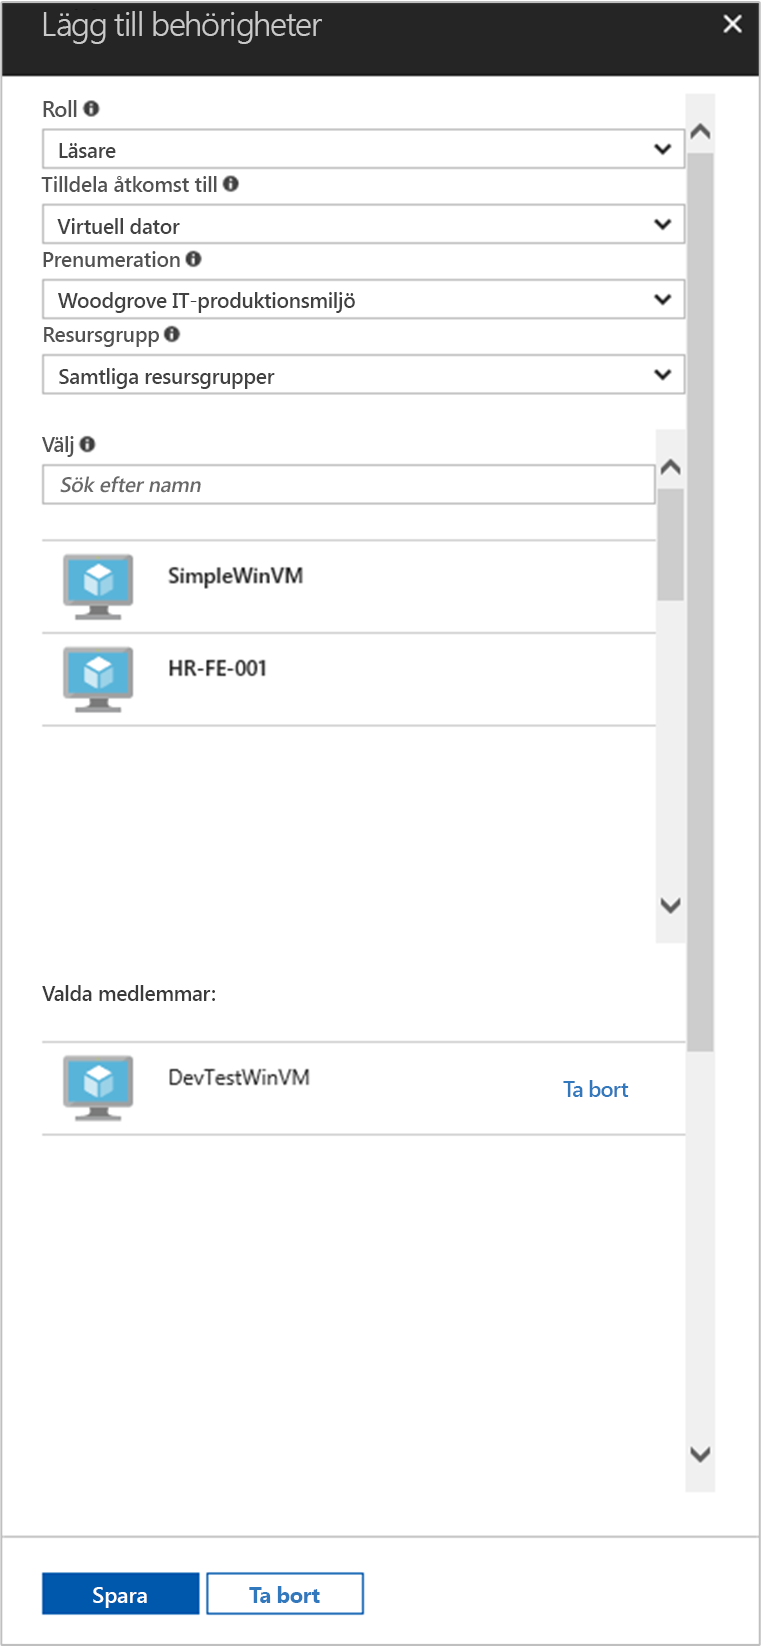 Lägg till behörigheter
Roll
Läsare
Tilldela åtkomst till
Virtuell dator
Prenumeration
Woodgrove IT-produktionsmiljö
Resursgrupp
Samtliga resursgrupper
Välj
Sök efter namn
SimpleWinVM
HR-FE-001
Valda medlemmar:
DevTestWinVM
Ta bort
Spara
Ta bort